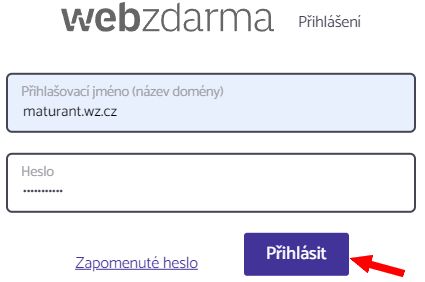 webzdarma Přihlášení
Přihlašovací jméno (název domény)
maturant.wz.cz
Heslo
•••••••••••
Zapomenuté heslo Přihlásit